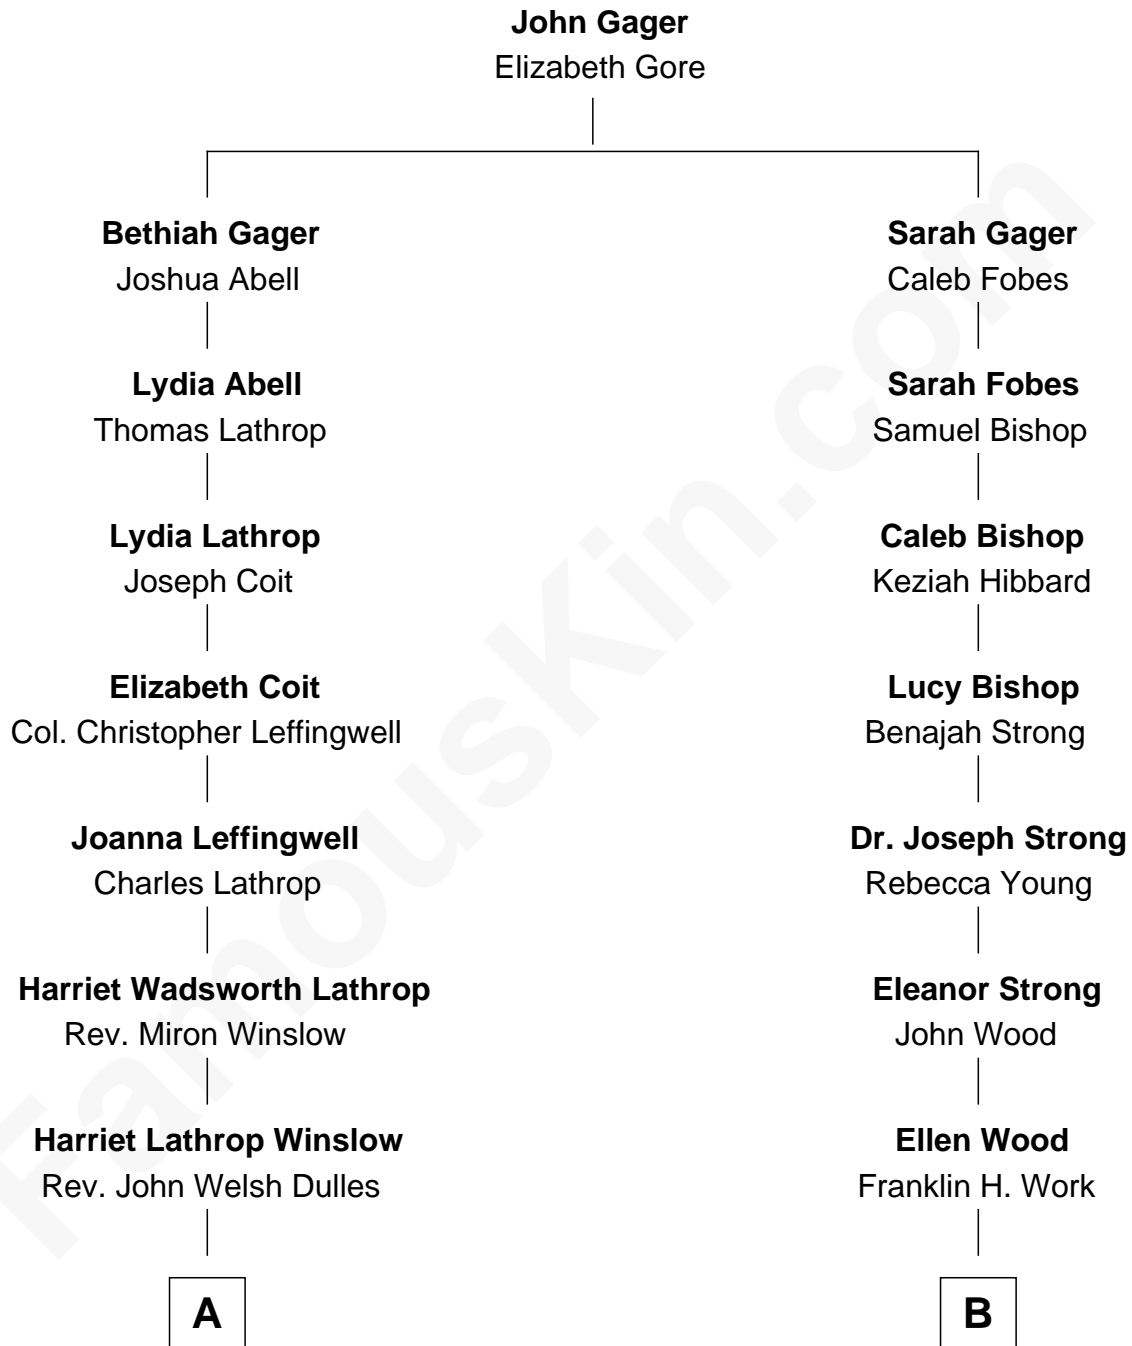 John Gager
Elizabeth Gore
Bethiah Gager
Joshua Abell
Lydia Abell
Thomas Lathrop
Lydia Lathrop
Joseph Coit
Elizabeth Coit
Col. Christopher Leffingwell
Joanna Leffingwell
Charles Lathrop
Harriet Wadsworth Lathrop
Rev. Miron Winslow
Harriet Lathrop Winslow
Rev. John Welsh Dulles
A
Sarah Gager
Caleb Fobes
Sarah Fobes
Samuel Bishop
Caleb Bishop
Keziah Hibbard
Lucy Bishop
Benajah Strong
Dr. Joseph Strong
Rebecca Young
Eleanor Strong
John Wood
Ellen Wood
Franklin H. Work
B
FamousKin.com